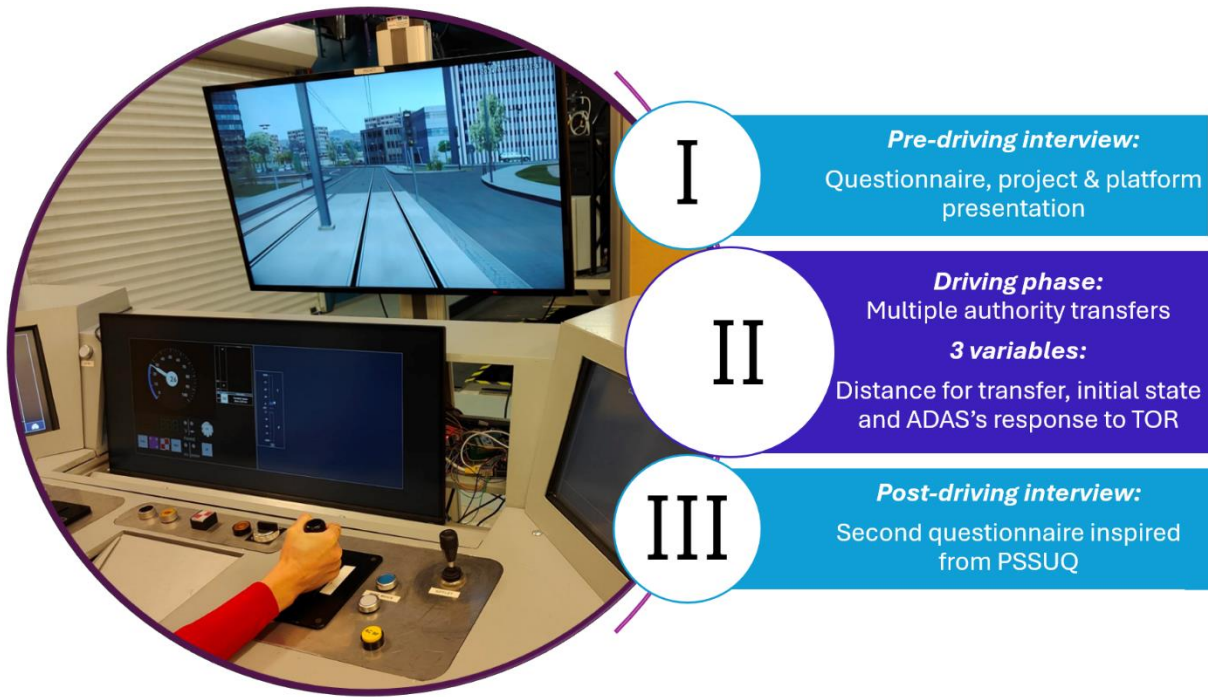 I
Pre-driving interview:
Questionnaire, project & platform
presentation
II
Driving phase:
Multiple authority transfers
3 variables:
Distance for transfer, initial state
and ADAS's response to TOR
III
Post-driving interview:
Second questionnaire inspired
from PSSUQ